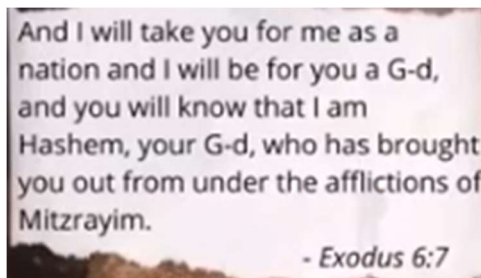 And I will take you for me as a
nation and I will be for you a G-d,
and you will know that I am
Hashem, your G-d, who has brought
you out from under the afflictions of
Mitzrayim.
- Exodus 6:7